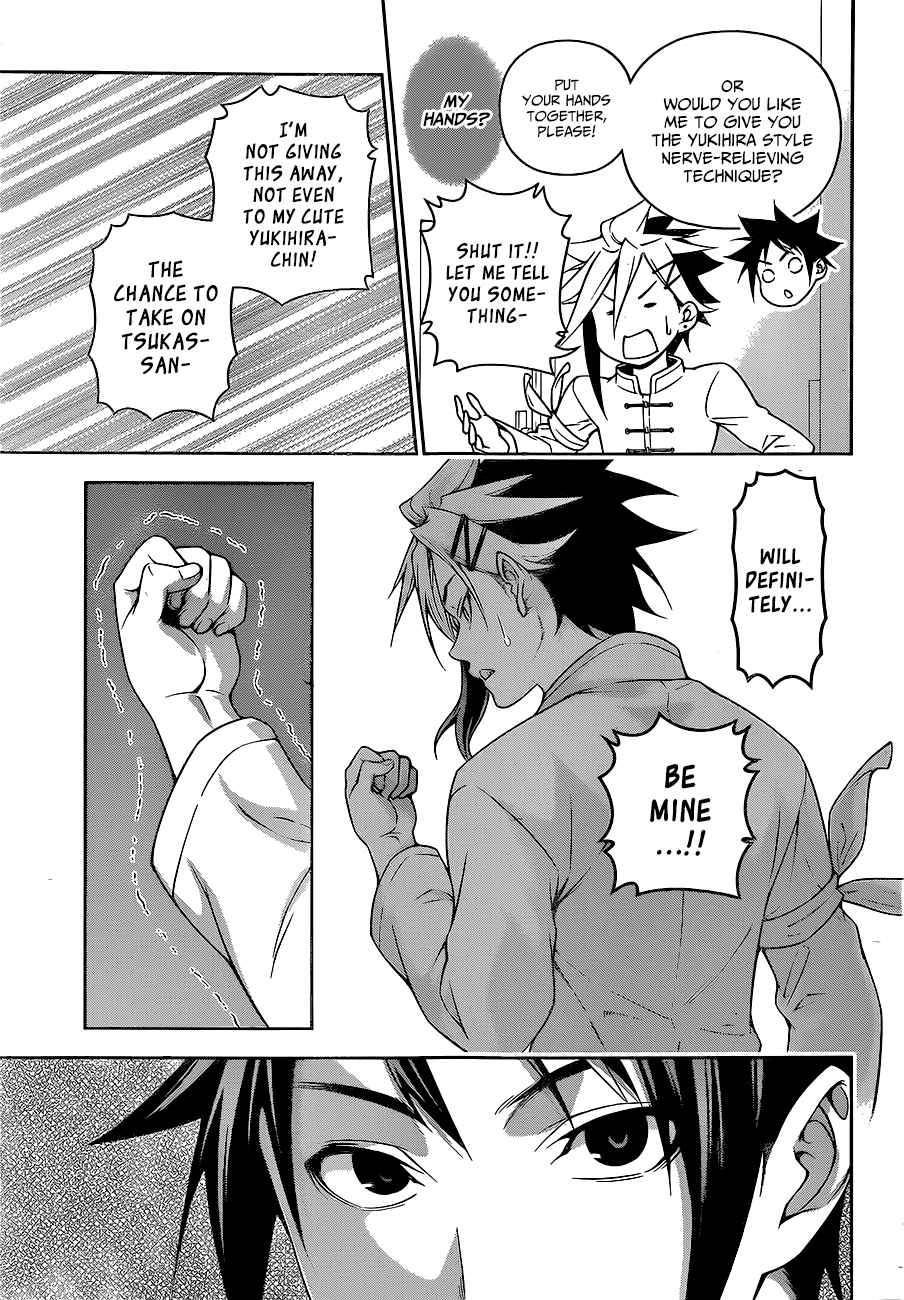 OR
WOULD YOU LIKE
ME TO GIVE YOU
THE YUKIHIRA STYLE
NERVE-RELIEVING
TECHNIQUE?
PUT
YOUR HANDS
TOGETHER,
PLEASE!
MY
HANDS?
SHUT IT!!
LET ME TELL
YOU SOME-
THING-
I'M
NOT GIVING
THIS AWAY,
NOT EVEN
TO MY CUTE
YUKIHIRA-
CHIN!
THE
CHANCE TO
TAKE ON
TSUKAS-
SAN-
WILL
DEFINI-
TELY...
BE
MINE
...!!